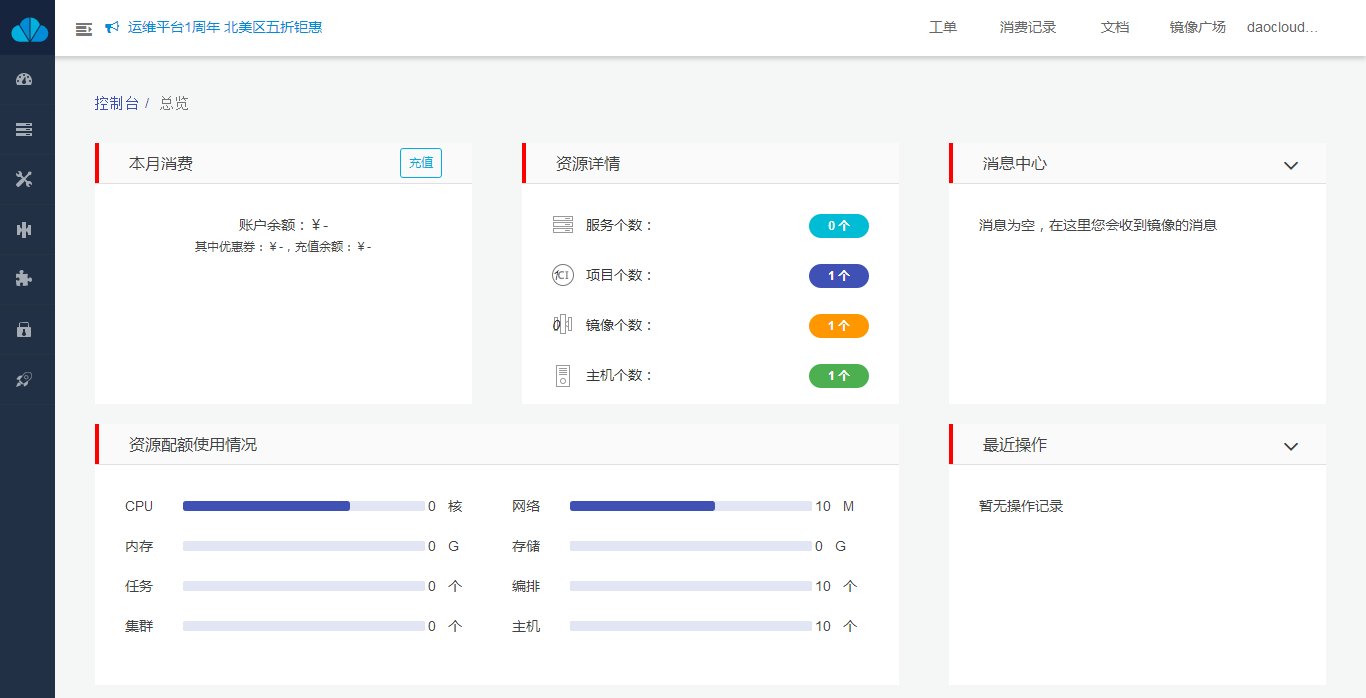 运维平台1周年 北美区五折钜惠
工单 消费记录 文档 镜像广场 daocloud...
控制台 / 总览
本月消费 充值
账户余额：￥-
其中优惠券：￥-，充值余额：￥-
资源详情
服务个数： 0 个
CI 项目个数： 1 个
镜像个数： 1 个
主机个数： 1 个
消息中心
消息为空，在这里您会收到镜像的消息
资源配额使用情况
CPU 0 核 网络 10 M
内存 0 G 存储 0 G
任务 0 个 编排 10 个
集群 0 个 主机 10 个
最近操作
暂无操作记录